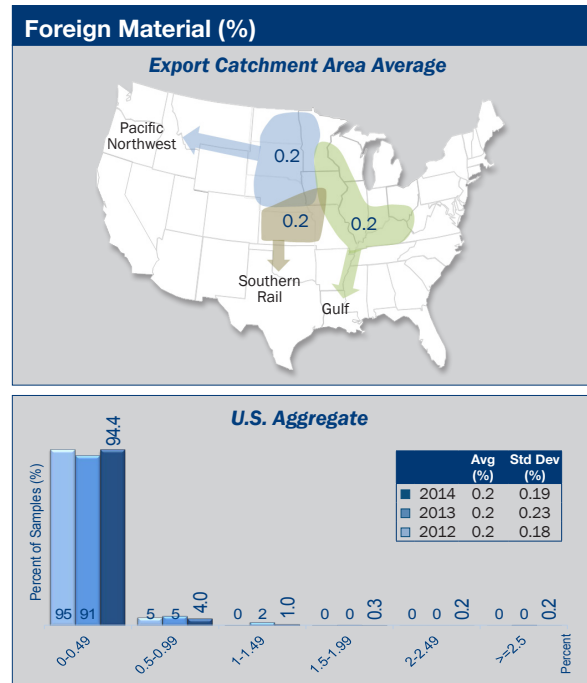 Foreign Material (%)
Export Catchment Area Average
Pacific
Northwest
0.2
0.2
0.2
Southern
Rail
Gulf
U.S. Aggregate
Percent of Samples (%)
Avg Std Dev
(%) (%)
2014 0.2 0.19
2013 0.2 0.23
2012 0.2 0.18
95 91 94.4
5 5 4.0
0 2 1.0
0 0 0.3
0 0 0.2
0 0 0.2
0-0.49 0.5-0.99 1-1.49 1.5-1.99 2-2.49 >=2.5 Percent